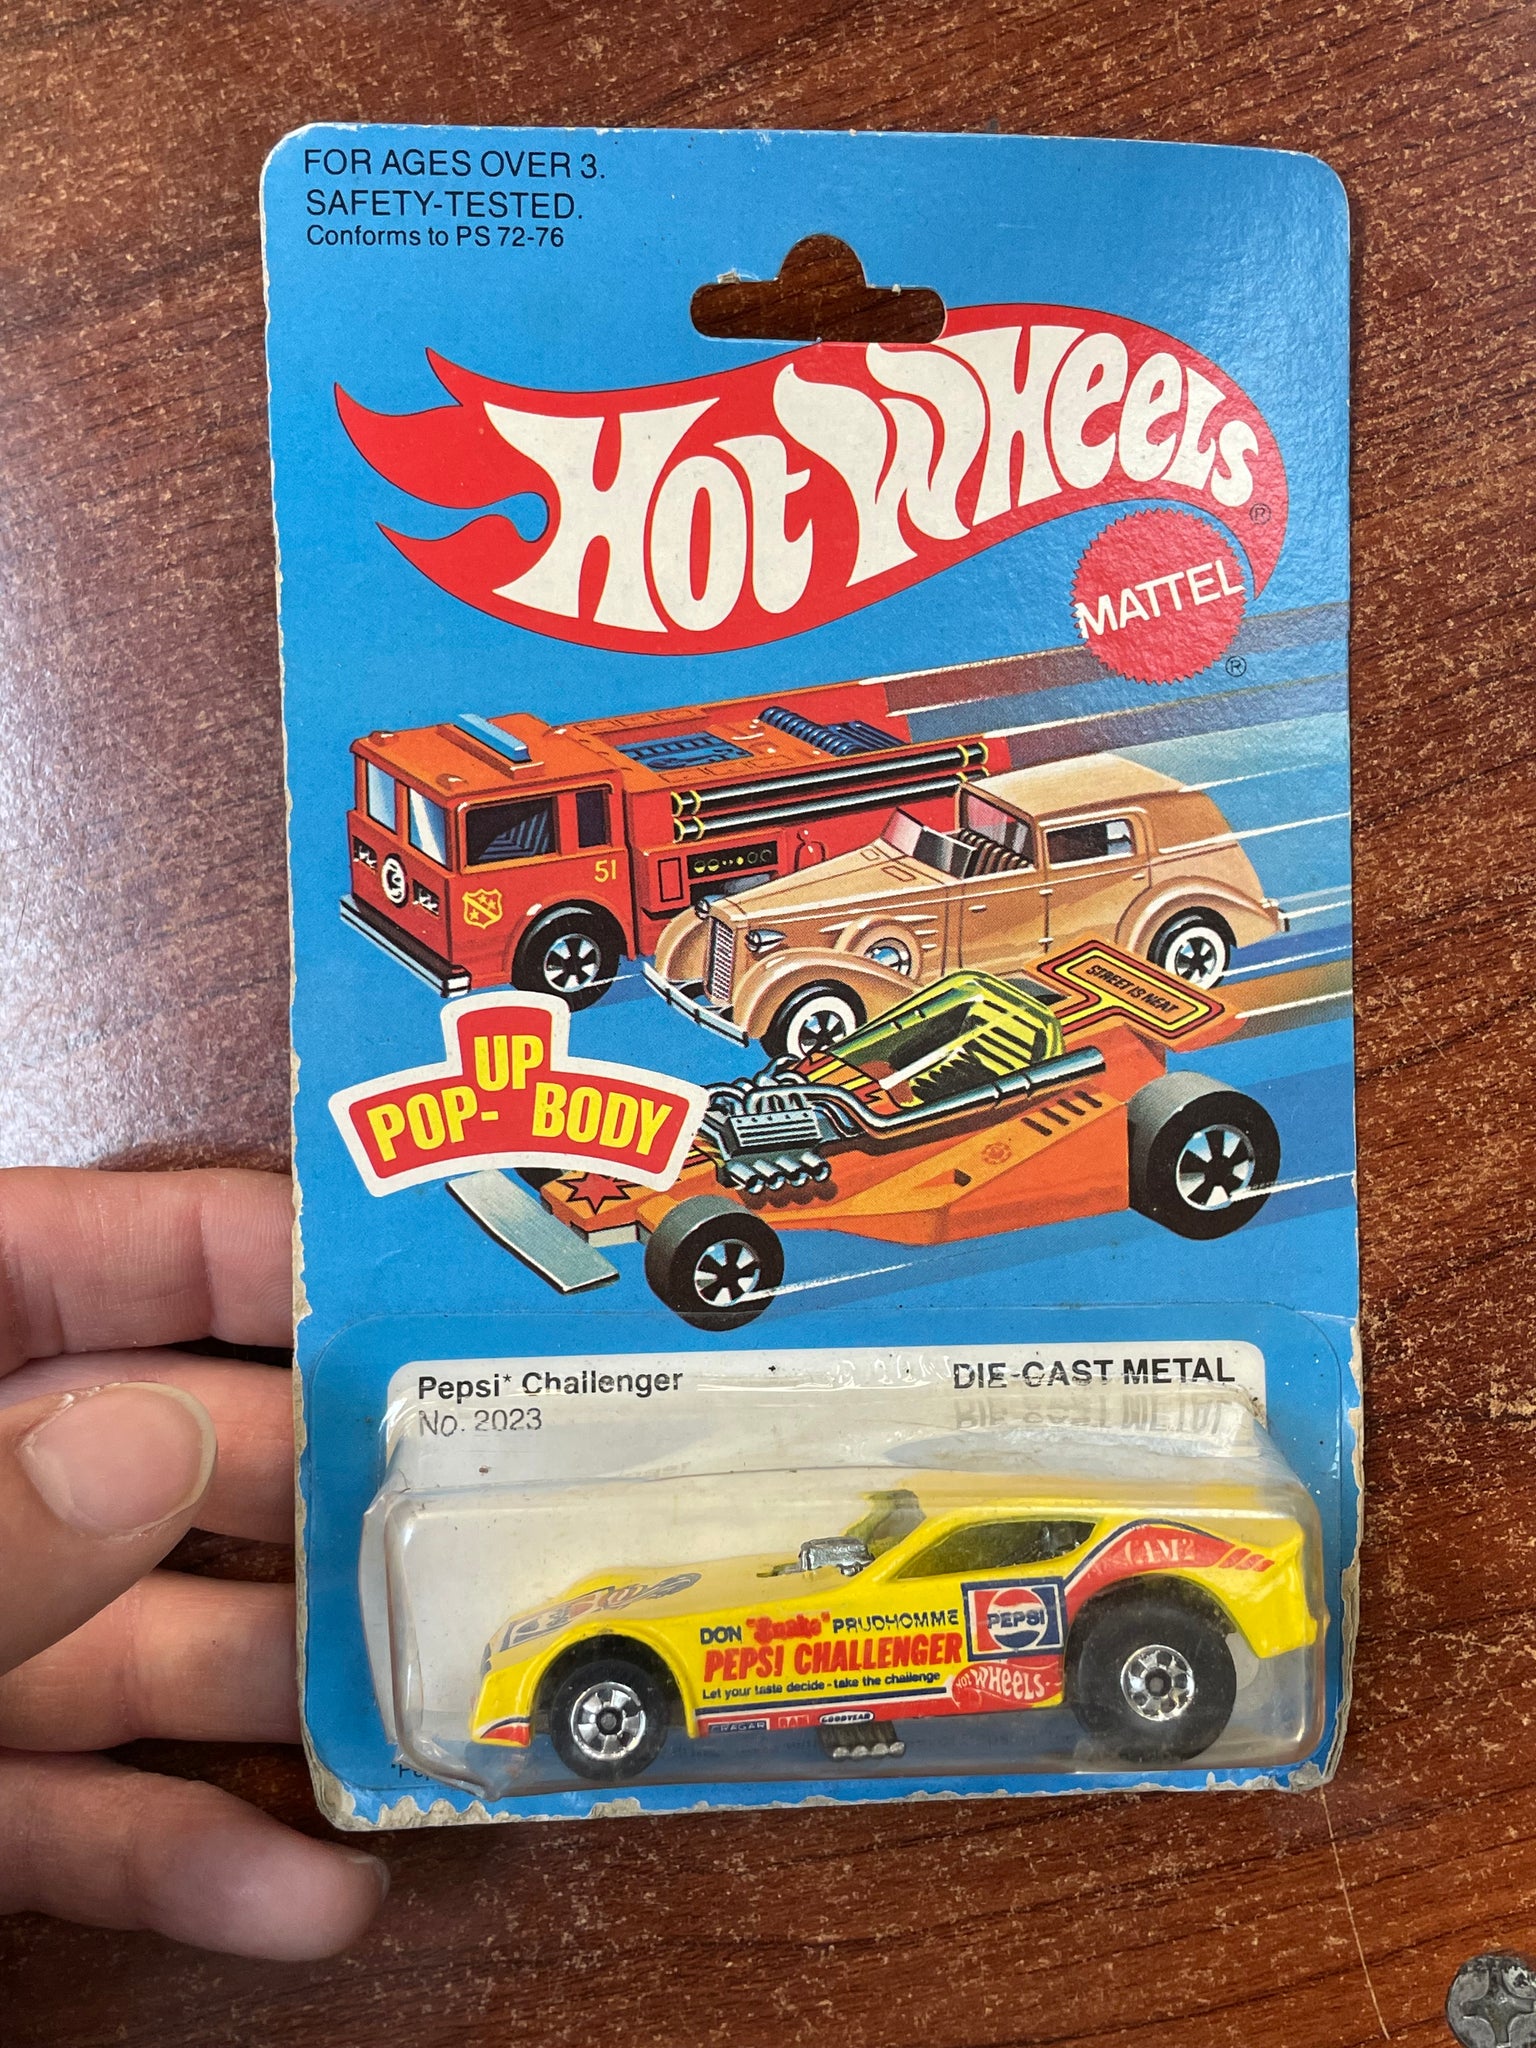 FOR AGES OVER 3.
SAFETY-TESTED.
Conforms to PS 72-76
HOT WHEELS®
MATTEL
®
51
STREET IS NEAT
POP-UP BODY
Pepsi* Challenger
No. 2023
DIE-CAST METAL
CAM2
DON "Snake" PRUDHOMME
PEPSI
PEPSI CHALLENGER
Let your taste decide - take the challenge
HOT WHEELS
CRAGAR
GOODYEAR